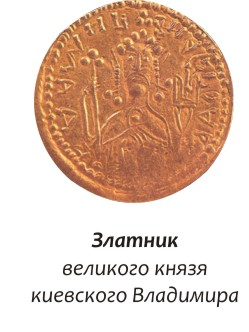 Златник
великого князя
киевского Владимира